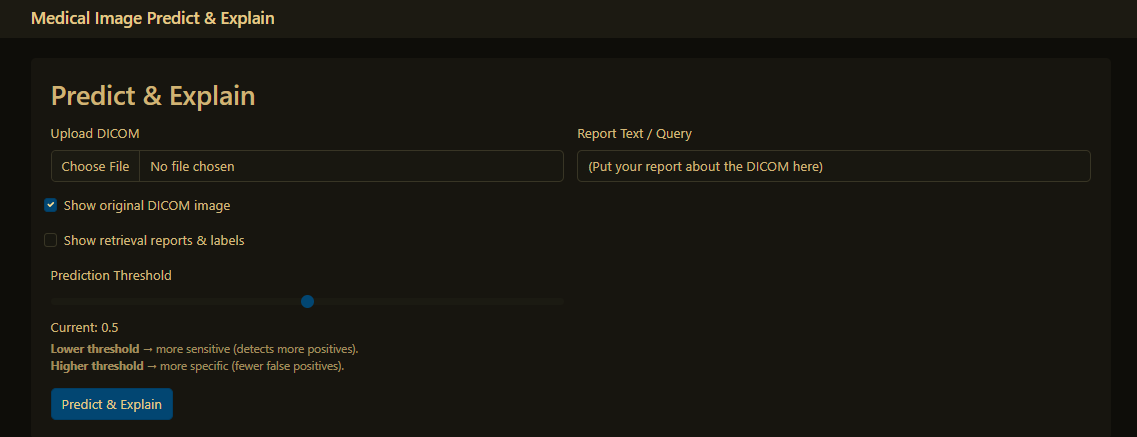 Medical Image Predict & Explain
Predict & Explain
Upload DICOM
Choose File No file chosen
Report Text / Query
(Put your report about the DICOM here)
Show original DICOM image
Show retrieval reports & labels
Prediction Threshold
Current: 0.5
Lower threshold → more sensitive (detects more positives).
Higher threshold → more specific (fewer false positives).
Predict & Explain